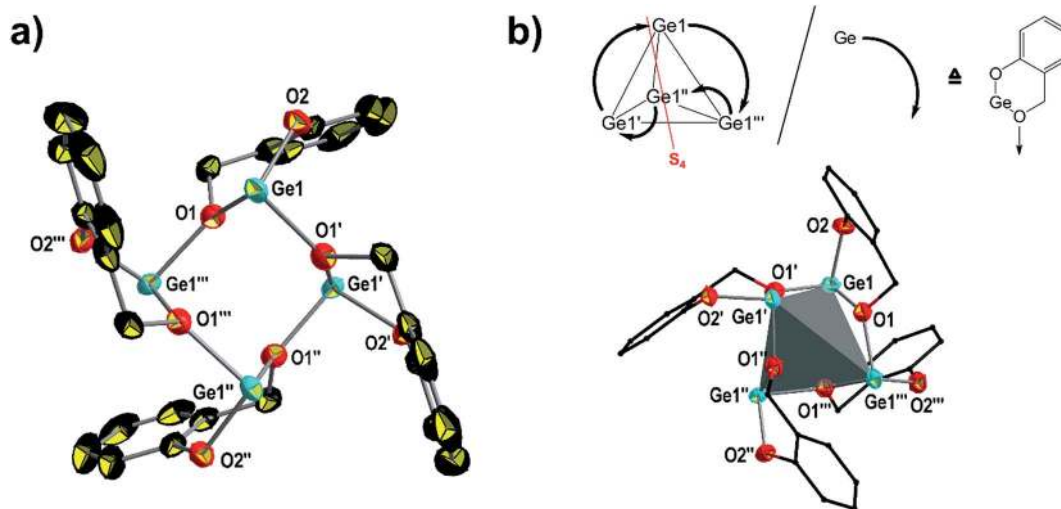 a)
O2
Ge1
O1
O1'
O2'''
Ge1'''
Ge1'
O1'''
O2'
O1''
Ge1''
O2''
b)
Ge1
Ge
Ge1''
Ge1'
Ge1'''
S4
O
Ge
O
O2
O1'
Ge1
O2'
Ge1'
O1
O1''
Ge1''
O1'''
Ge1'''
O2'''
O2''